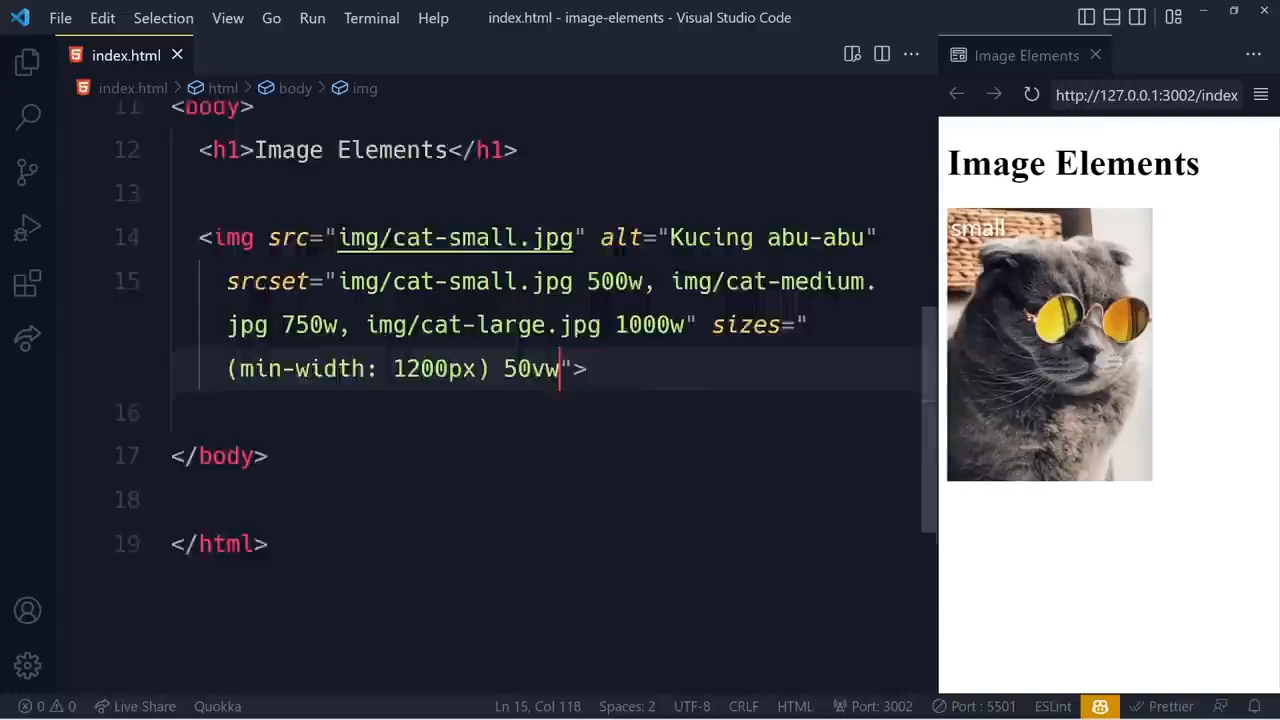 File Edit Selection View Go Run Terminal Help index.html - image-elements - Visual Studio Code
index.html
Image Elements
index.html > html > body > img
http://127.0.0.1:3002/index
11 <body>
12 <h1>Image Elements</h1>
13
14 <img src="img/cat-small.jpg" alt="Kucing abu-abu"
15 srcset="img/cat-small.jpg 500w, img/cat-medium.
jpg 750w, img/cat-large.jpg 1000w" sizes="
(min-width: 1200px) 50vw">
16
17 </body>
18
19 </html>
Image Elements
small
0 0 Live Share Quokka Ln 15, Col 118 Spaces: 2 UTF-8 CRLF HTML Port: 3002 Port : 5501 ESLint Prettier